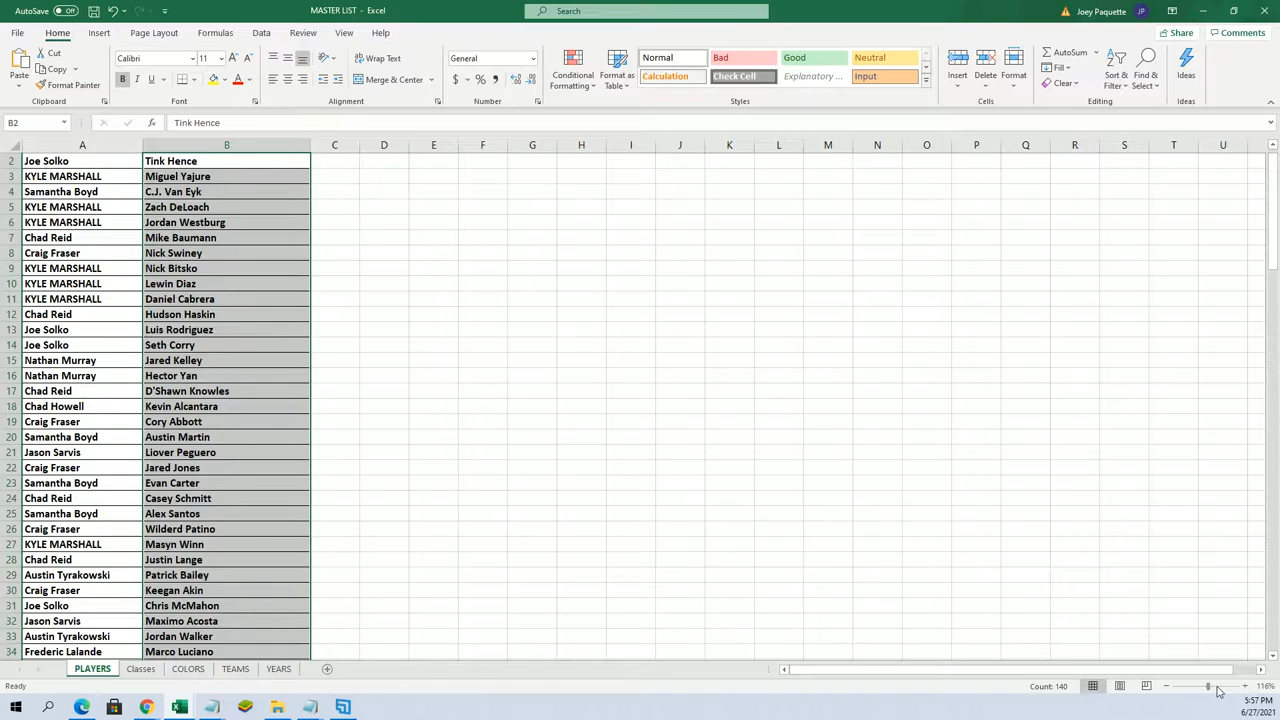 AutoSave Off MASTER LIST - Excel Search Joey Paquette JP
File Home Insert Page Layout Formulas Data Review View Help Share Comments
Paste Cut Copy Format Painter Clipboard
Calibri 11 A A B I U A Font
Wrap Text Merge & Center Alignment
General $ % Number
Conditional Formatting Format as Table
Normal Bad Good Neutral
Calculation Check Cell Explanatory ... Input
Styles
Insert Delete Format Cells
AutoSum Fill Clear Sort & Filter Find & Select Editing
Ideas Ideas
B2 fx Tink Hence
A B C D E F G H I J K L M N O P Q R S T U
2 Joe Solko Tink Hence
3 KYLE MARSHALL Miguel Yajure
4 Samantha Boyd C.J. Van Eyk
5 KYLE MARSHALL Zach DeLoach
6 KYLE MARSHALL Jordan Westburg
7 Chad Reid Mike Baumann
8 Craig Fraser Nick Swiney
9 KYLE MARSHALL Nick Bitsko
10 KYLE MARSHALL Lewin Diaz
11 KYLE MARSHALL Daniel Cabrera
12 Chad Reid Hudson Haskin
13 Joe Solko Luis Rodriguez
14 Joe Solko Seth Corry
15 Nathan Murray Jared Kelley
16 Nathan Murray Hector Yan
17 Chad Reid D'Shawn Knowles
18 Chad Howell Kevin Alcantara
19 Craig Fraser Cory Abbott
20 Samantha Boyd Austin Martin
21 Jason Sarvis Liover Peguero
22 Craig Fraser Jared Jones
23 Samantha Boyd Evan Carter
24 Chad Reid Casey Schmitt
25 Samantha Boyd Alex Santos
26 Craig Fraser Wilderd Patino
27 KYLE MARSHALL Masyn Winn
28 Chad Reid Justin Lange
29 Austin Tyrakowski Patrick Bailey
30 Craig Fraser Keegan Akin
31 Joe Solko Chris McMahon
32 Jason Sarvis Maximo Acosta
33 Austin Tyrakowski Jordan Walker
34 Frederic Lalande Marco Luciano
PLAYERS Classes COLORS TEAMS YEARS
Ready Count: 140 116%
5:57 PM
6/27/2021